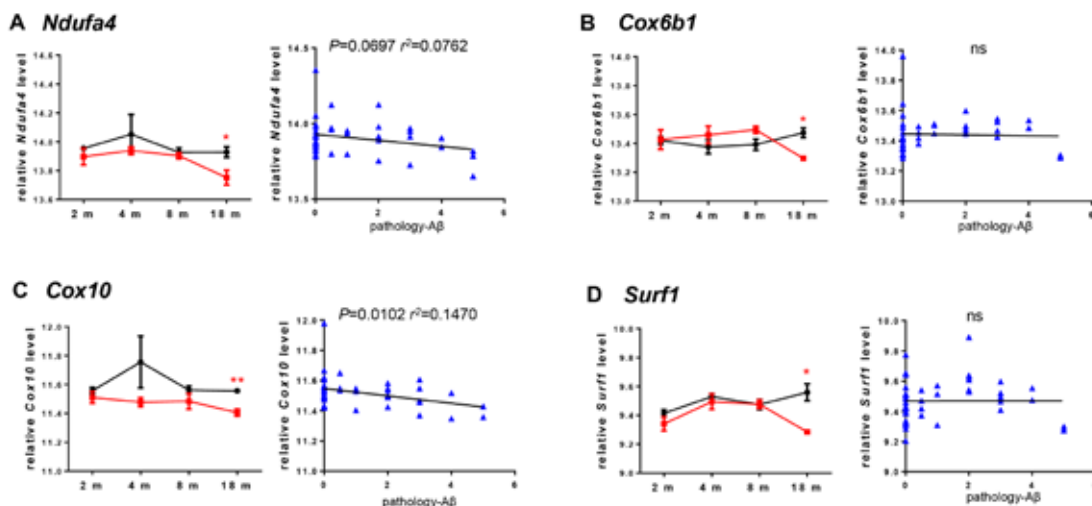 A Ndufa4
relative Ndufa4 level
14.4
14.2
14.0
13.8
13.6
2 m 4 m 8 m 18 m
*
P=0.0697 r²=0.0762
relative Ndufa4 level
14.5
14.0
13.5
0 2 4 6
pathology-Aβ
B Cox6b1
relative Cox6b1 level
14.0
13.8
13.6
13.4
13.2
13.0
2 m 4 m 8 m 18 m
*
ns
relative Cox6b1 level
14.0
13.8
13.6
13.4
13.2
13.0
0 2 4 6
pathology-Aβ
C Cox10
relative Cox10 level
12.0
11.8
11.6
11.4
11.2
11.0
2 m 4 m 8 m 18 m
**
P=0.0102 r²=0.1470
relative Cox10 level
12.0
11.5
11.0
0 2 4 6
pathology-Aβ
D Surf1
relative Surf1 level
10.0
9.8
9.6
9.4
9.2
9.0
2 m 4 m 8 m 18 m
*
ns
relative Surf1 level
10.0
9.8
9.6
9.4
9.2
9.0
0 2 4 6
pathology-Aβ